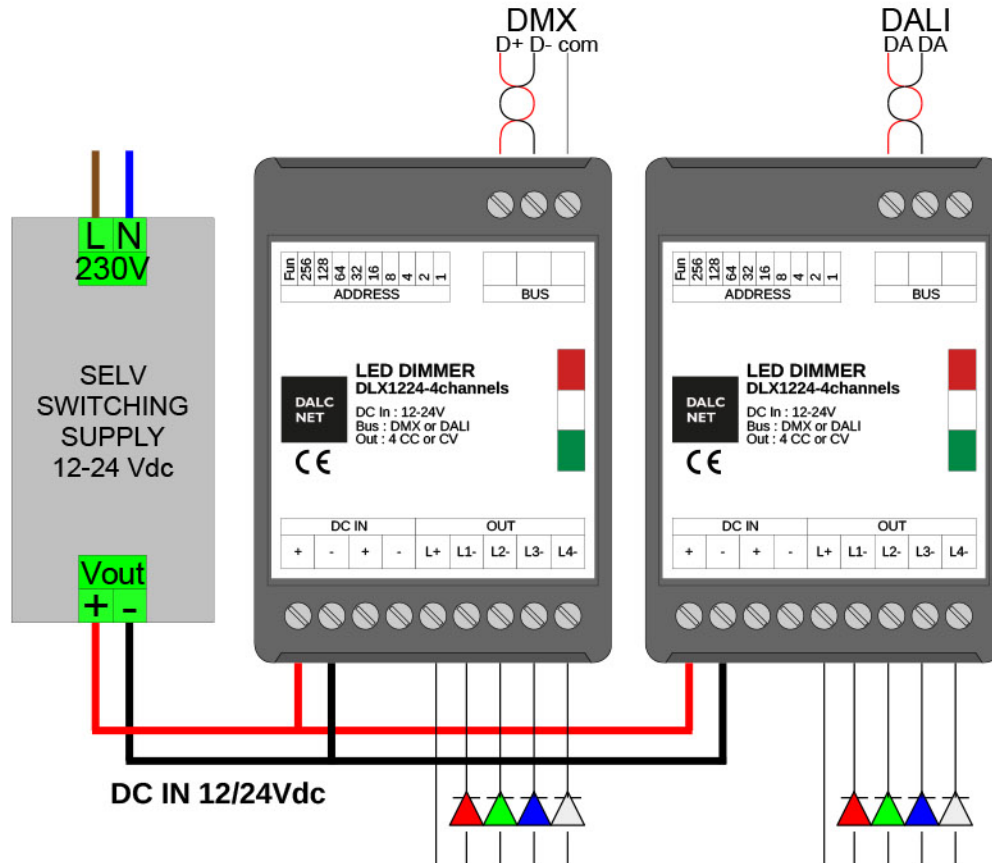 DMX
D+ D- com
DALI
DA DA
L N
230V
SELV
SWITCHING
SUPPLY
12-24 Vdc
Vout
+ -
Fun 256 128 64 32 16 8 4 2 1
ADDRESS
BUS
LED DIMMER
DLX1224-4channels
DALC
NET
DC In : 12-24V
Bus : DMX or DALI
Out : 4 CC or CV
CE
DC IN OUT
+ - + - L+ L1- L2- L3- L4-
Fun 256 128 64 32 16 8 4 2 1
ADDRESS
BUS
LED DIMMER
DLX1224-4channels
DALC
NET
DC In : 12-24V
Bus : DMX or DALI
Out : 4 CC or CV
CE
DC IN OUT
+ - + - L+ L1- L2- L3- L4-
DC IN 12/24Vdc